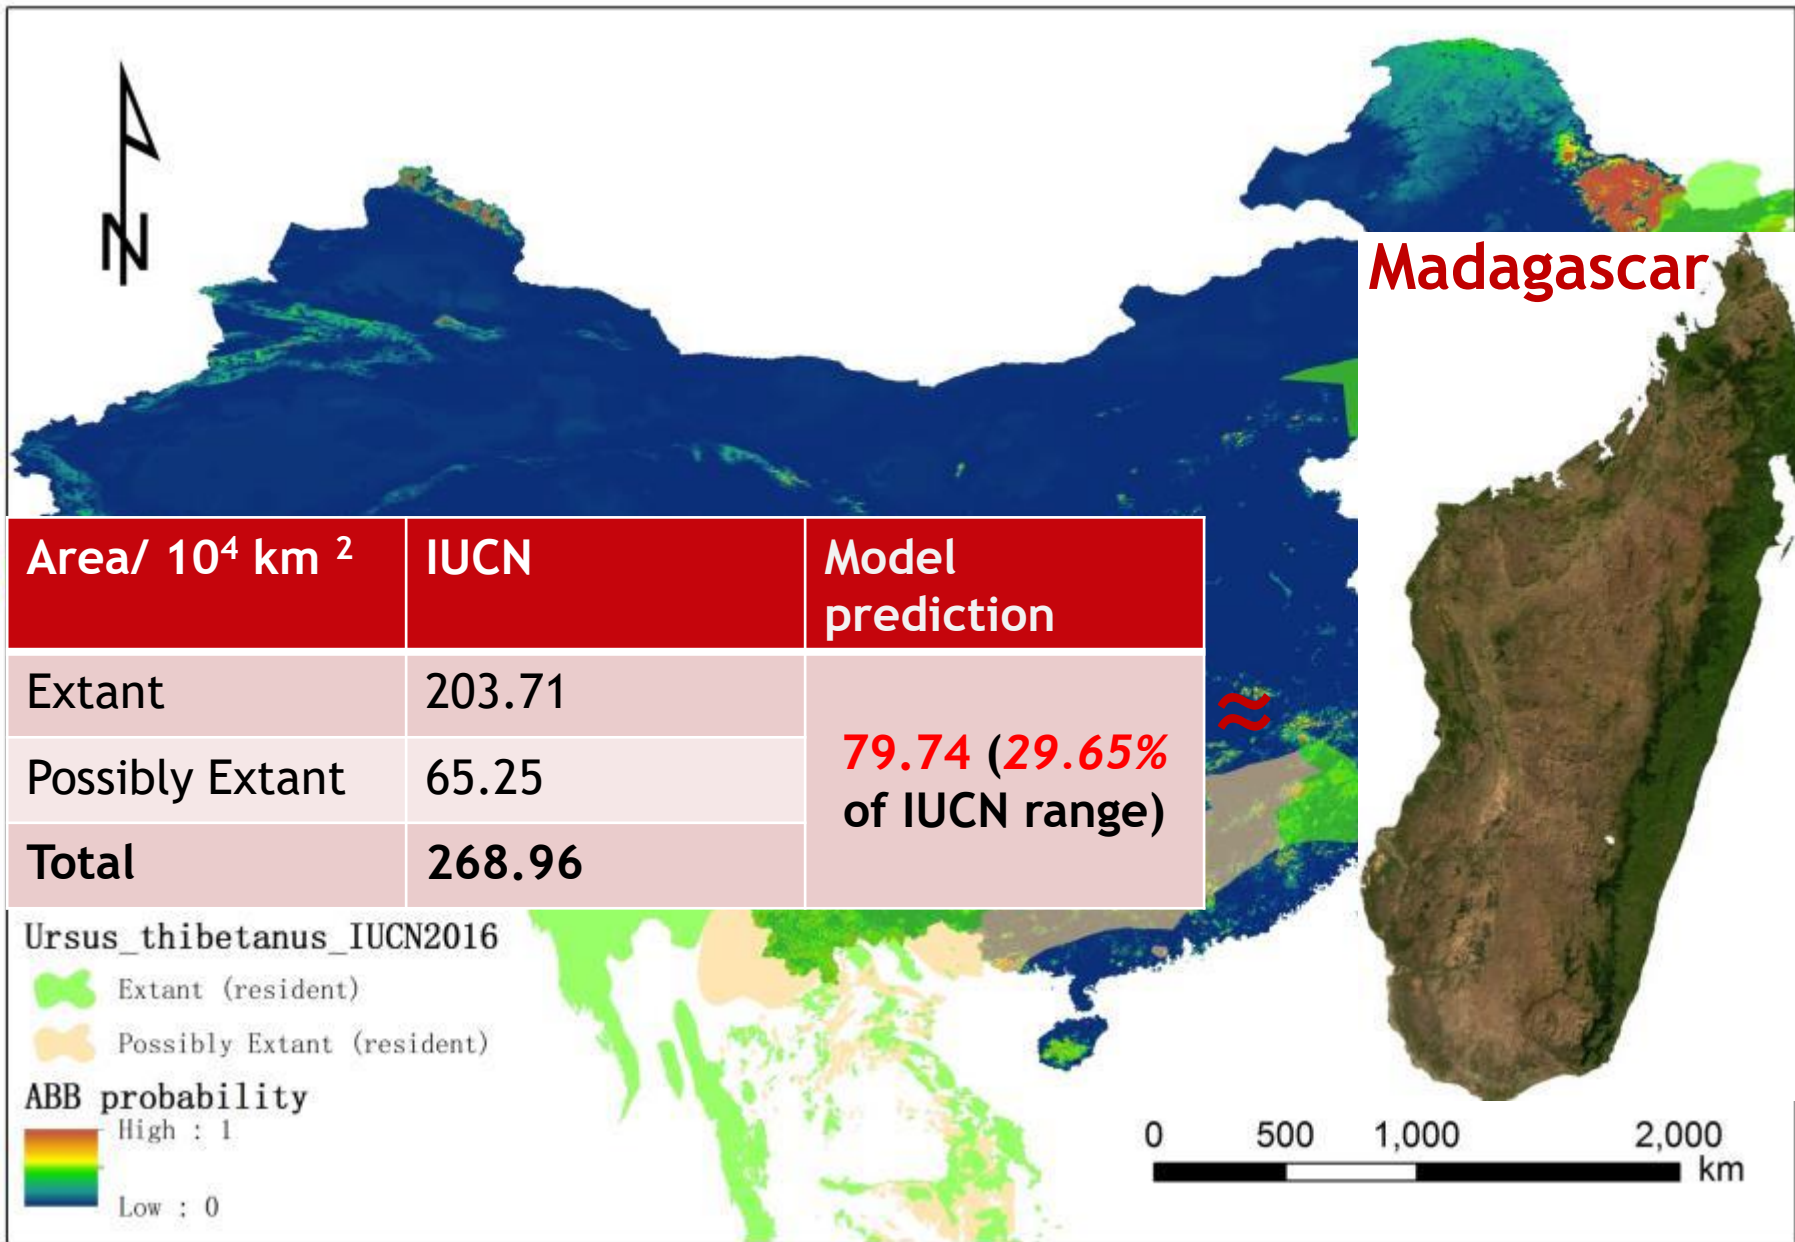 N
Madagascar
Area/ 10⁴ km ²
IUCN
Model
prediction
Extant
203.71
79.74 (29.65%
of IUCN range)
≈
Possibly Extant
65.25
Total
268.96
Ursus_thibetanus_IUCN2016
Extant (resident)
Possibly Extant (resident)
ABB probability
High : 1
Low : 0
0 500 1,000 2,000
km